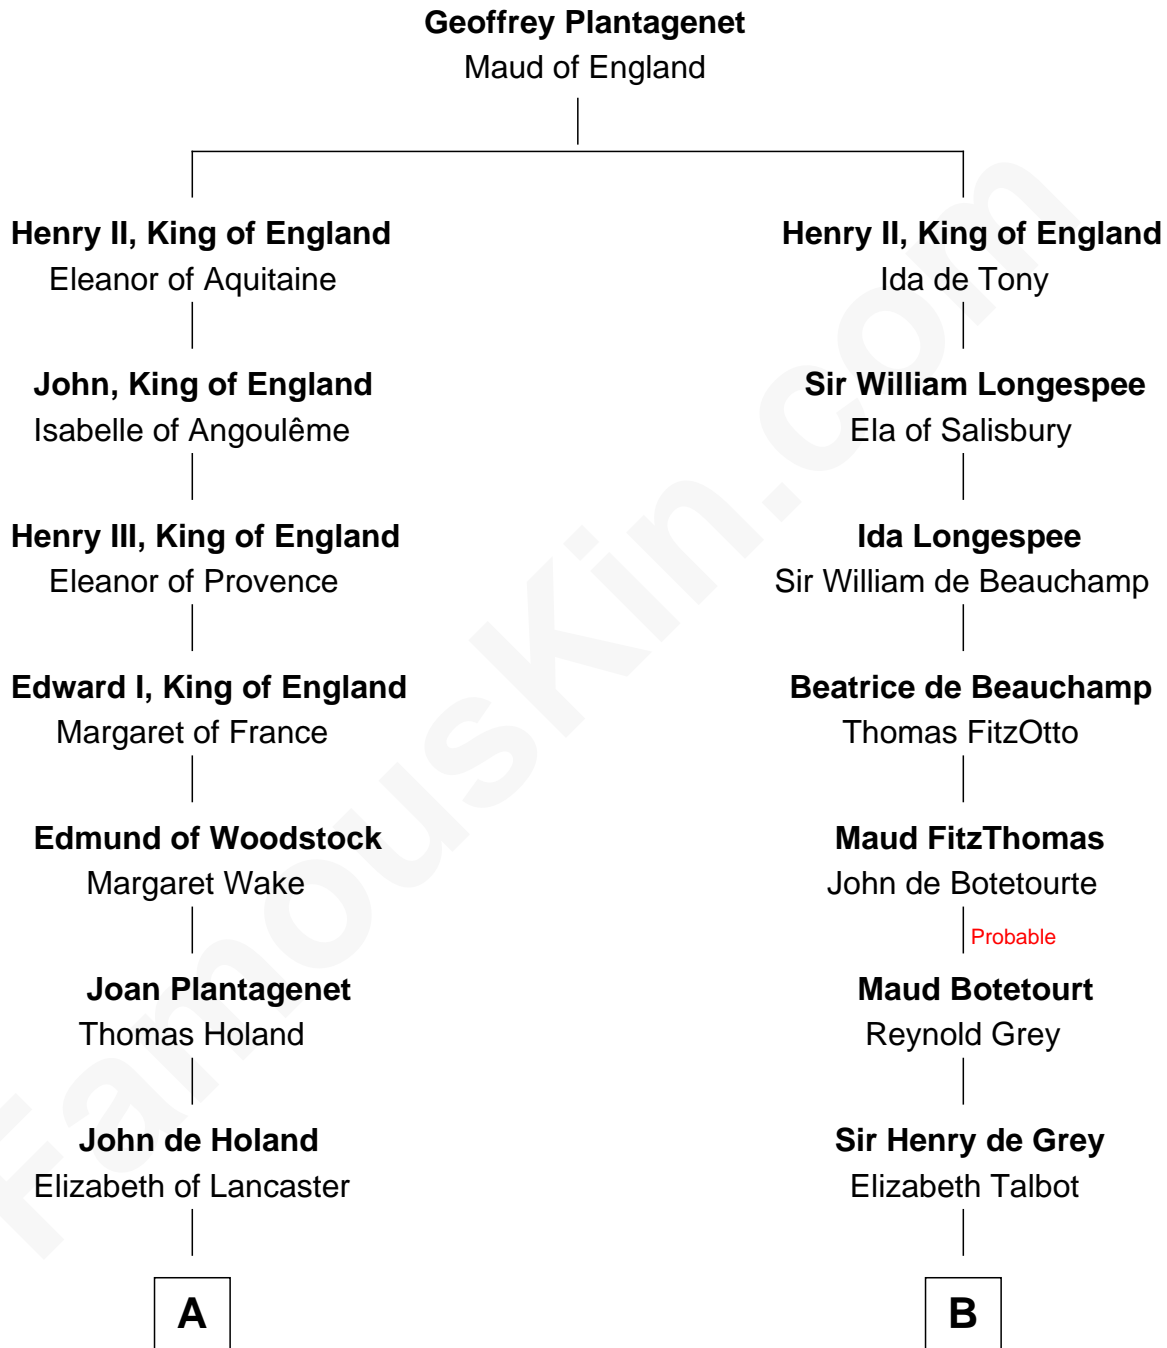 Geoffrey Plantagenet
Maud of England
Henry II, King of England
Eleanor of Aquitaine
John, King of England
Isabelle of Angoulême
Henry III, King of England
Eleanor of Provence
Edward I, King of England
Margaret of France
Edmund of Woodstock
Margaret Wake
Joan Plantagenet
Thomas Holand
John de Holand
Elizabeth of Lancaster
A
Henry II, King of England
Ida de Tony
Sir William Longespee
Ela of Salisbury
Ida Longespee
Sir William de Beauchamp
Beatrice de Beauchamp
Thomas FitzOtto
Maud FitzThomas
John de Botetourte
Probable
Maud Botetourt
Reynold Grey
Sir Henry de Grey
Elizabeth Talbot
B
FamousKin.com